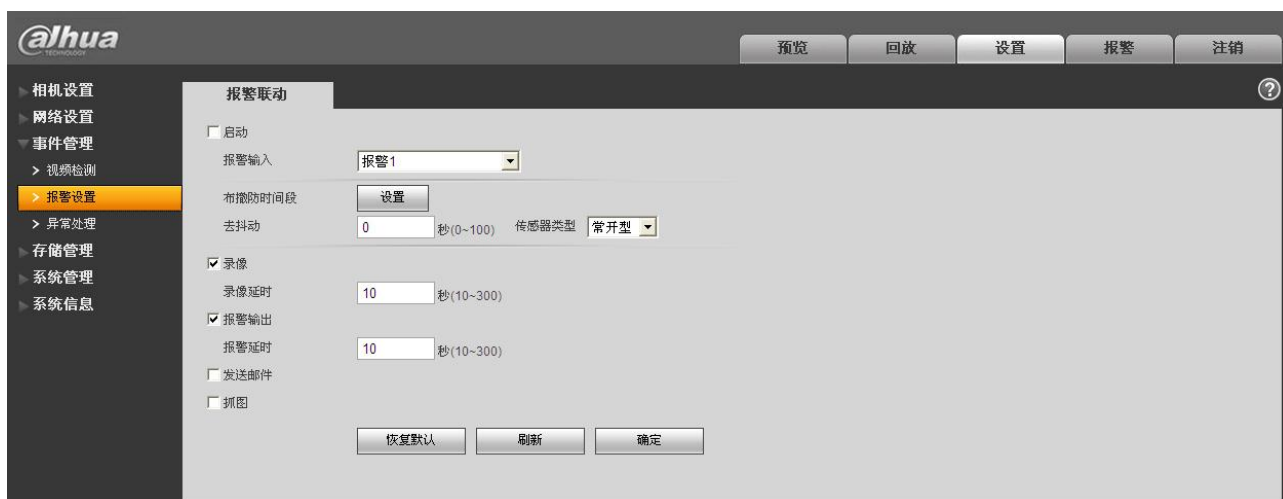 alhua
TECHNOLOGY
预览 回放 设置 报警 注销
相机设置
网络设置
事件管理
> 视频检测
> 报警设置
> 异常处理
存储管理
系统管理
系统信息
报警联动
?
启动
报警输入 报警1
布撤防时间段 设置
去抖动 0 秒(0~100) 传感器类型 常开型
录像
录像延时 10 秒(10~300)
报警输出
报警延时 10 秒(10~300)
发送邮件
抓图
恢复默认 刷新 确定